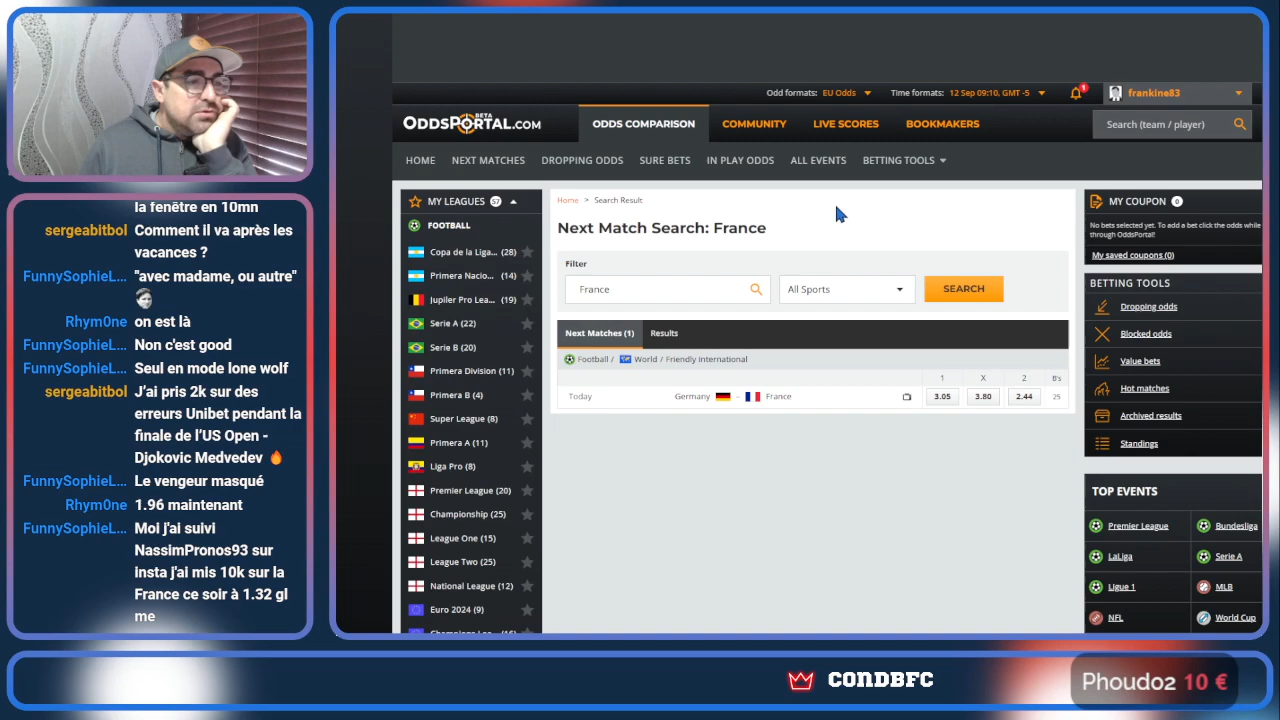 la fenêtre en 10mn
sergeabitbol Comment il va après les
vacances ?
FunnySophieL... "avec madame, ou autre"
Rhym0ne on est là
FunnySophieL... Non c'est good
FunnySophieL... Seul en mode lone wolf
sergeabitbol J'ai pris 2k sur des
erreurs Unibet pendant la
finale de l'US Open -
Djokovic Medvedev 🔥
FunnySophieL... Le vengeur masqué
Rhym0ne 1.96 maintenant
FunnySophieL... Moi j'ai suivi
NassimPronos93 sur
insta j'ai mis 10k sur la
France ce soir à 1.32 gl
me
Odd formats: EU Odds Time formats: 12 Sep 09:10, GMT -5 1 frankine83
BETA
ODDSPORTAL.COM ODDS COMPARISON COMMUNITY LIVE SCORES BOOKMAKERS Search (team / player)
HOME NEXT MATCHES DROPPING ODDS SURE BETS IN PLAY ODDS ALL EVENTS BETTING TOOLS
MY LEAGUES 57
FOOTBALL
Copa de la Liga... (28)
Primera Nacio... (14)
Jupiler Pro Lea... (19)
Serie A (22)
Serie B (20)
Primera Division (11)
Primera B (4)
Super League (8)
Primera A (11)
Liga Pro (8)
Premier League (20)
Championship (25)
League One (15)
League Two (25)
National League (12)
Euro 2024 (9)
Home > Search Result
Next Match Search: France
Filter
France All Sports SEARCH
Next Matches (1) Results
Football / World / Friendly International
1 X 2 B's
Today Germany - France 3.05 3.80 2.44 25
MY COUPON 0
No bets selected yet. To add a bet click the odds while
through OddsPortal!
My saved coupons (0)
BETTING TOOLS
Dropping odds
Blocked odds
Value bets
Hot matches
Archived results
Standings
TOP EVENTS
Premier League Bundesliga
LaLiga Serie A
Ligue 1 MLB
NFL World Cup
CONDBFC
Phoudo2 10 €